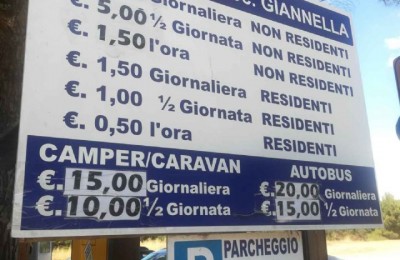 GIANNELLA
Giornaliera NON RESIDENTI
€. 5,00 ½ Giornata NON RESIDENTI
€. 1,50 l'ora NON RESIDENTI
€. 1,50 Giornaliera RESIDENTI
€. 1,00 ½ Giornata RESIDENTI
€. 0,50 l'ora RESIDENTI
CAMPER/CARAVAN AUTOBUS
€. 15,00 Giornaliera €. 20,00 Giornaliera
€. 10,00 ½ Giornata €. 15,00 ½ Giornata
PARCHEGGIO